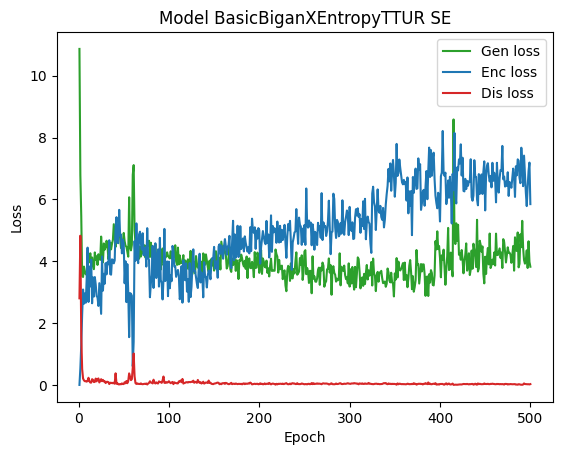 Model BasicBiganXEntropyTTUR SE
Gen loss
Enc loss
Dis loss
10
8
6
4
2
0
Loss
0 100 200 300 400 500
Epoch